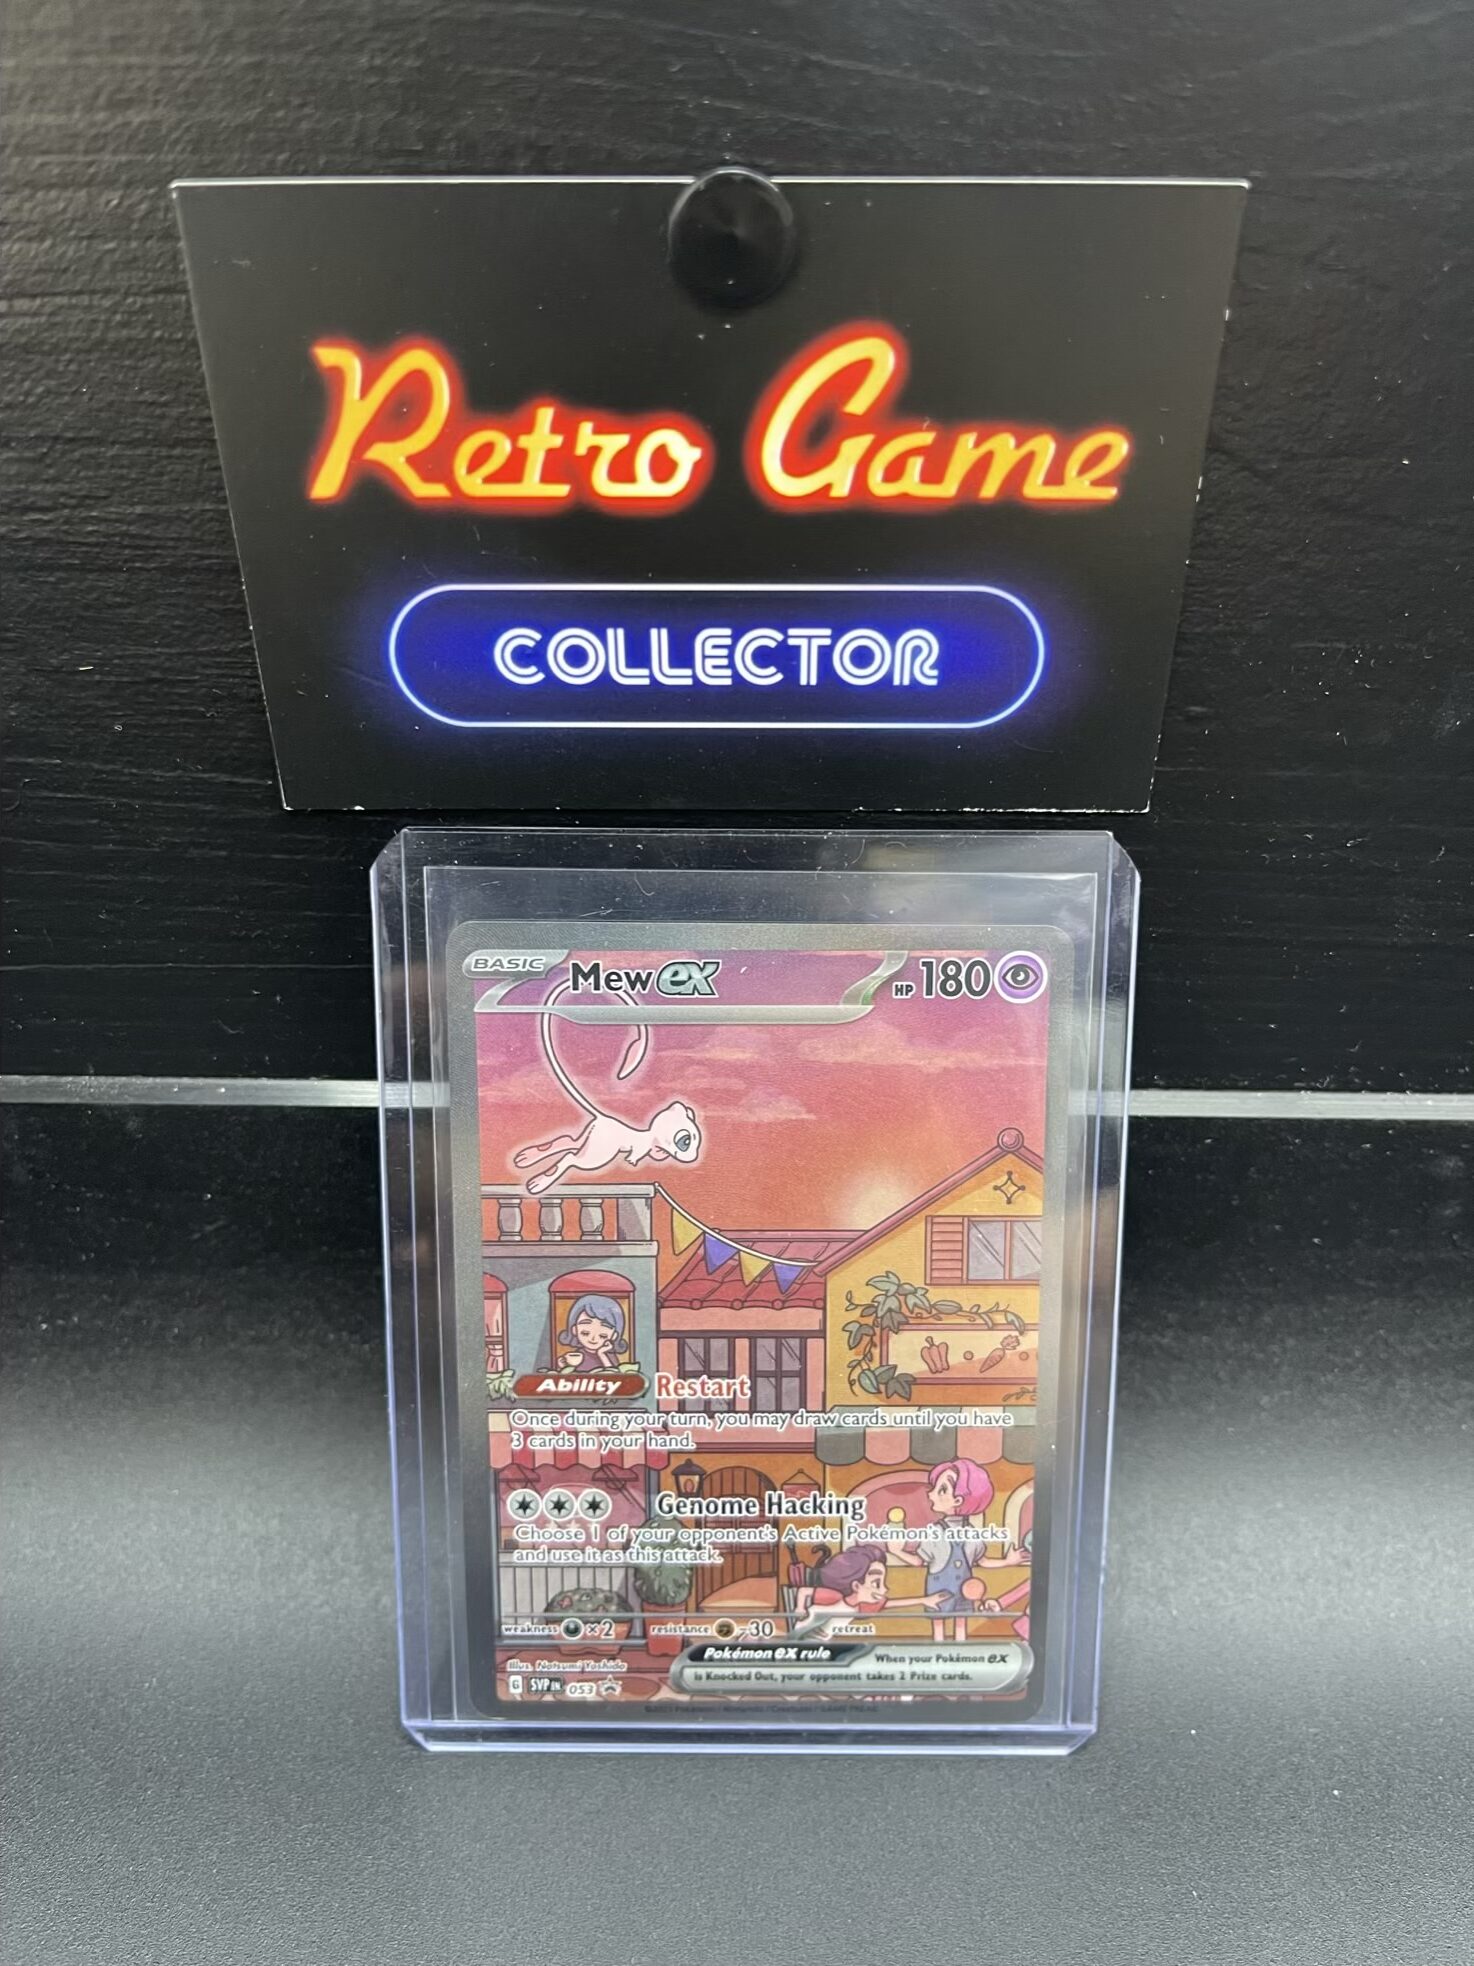 Retro Game
COLLECTOR
BASIC Mew ex HP 180
Ability Restart
Once during your turn, you may draw cards until you have
3 cards in your hand.
Genome Hacking
Choose 1 of your opponent's Active Pokémon's attacks
and use it as this attack.
weakness ×2 resistance -30 retreat
Pokémon ex rule When your Pokémon ex
is Knocked Out, your opponent takes 2 Prize cards.
Illus. Natsumi Yoshida
G SVP EN 053